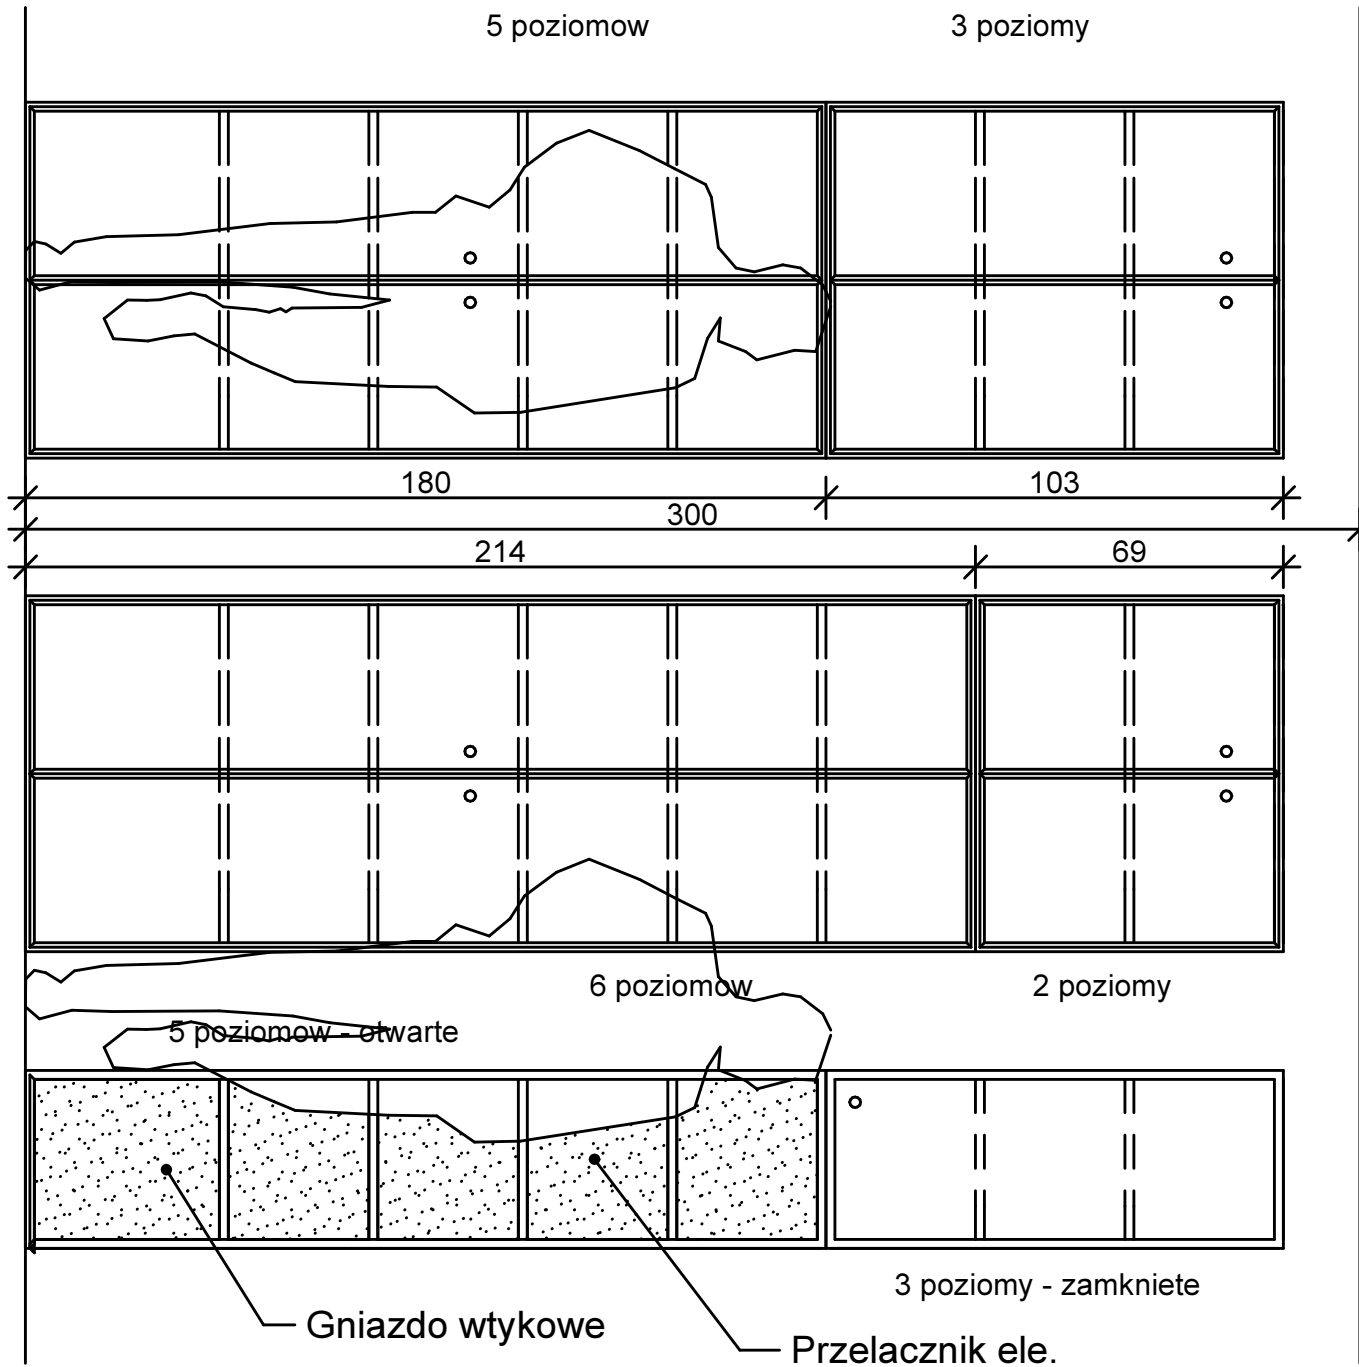 5 poziomow
3 poziomy
180
103
300
214
69
6 poziomow
2 poziomy
5 poziomow - otwarte
3 poziomy - zamkniete
Gniazdo wtykowe
Przelacznik ele.